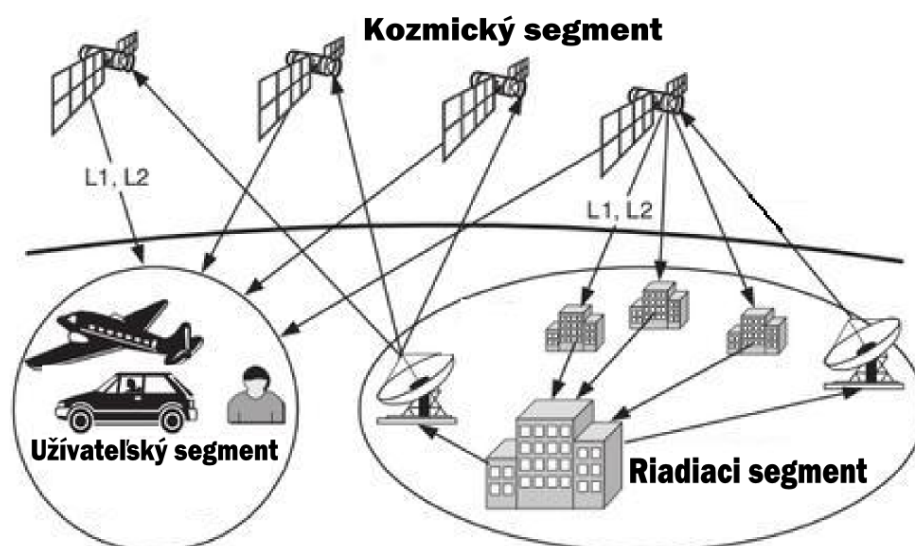 Kozmický segment
L1, L2
L1, L2
Užívateľský segment
Riadiaci segment